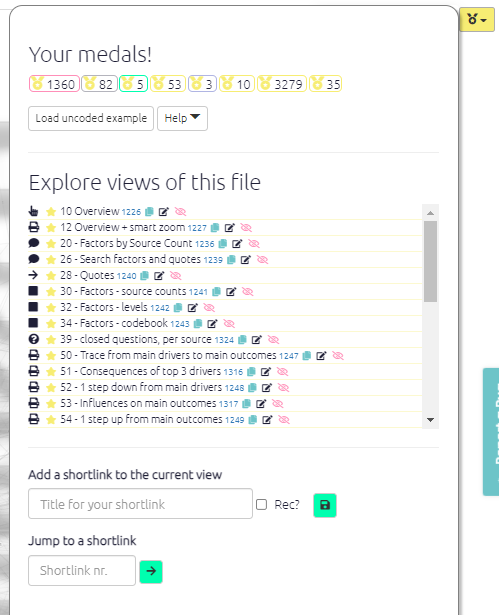 Your medals!
1360 82 5 53 3 10 3279 35
Load uncoded example Help
Explore views of this file
10 Overview 1226
12 Overview + smart zoom 1227
20 - Factors by Source Count 1236
26 - Search factors and quotes 1239
28 - Quotes 1240
30 - Factors - source counts 1241
32 - Factors - levels 1242
34 - Factors - codebook 1243
39 - closed questions, per source 1324
50 - Trace from main drivers to main outcomes 1247
51 - Consequences of top 3 drivers 1316
52 - 1 step down from main drivers 1248
53 - Influences on main outcomes 1317
54 - 1 step up from main outcomes 1249
Add a shortlink to the current view
Title for your shortlink Rec?
Jump to a shortlink
Shortlink nr.